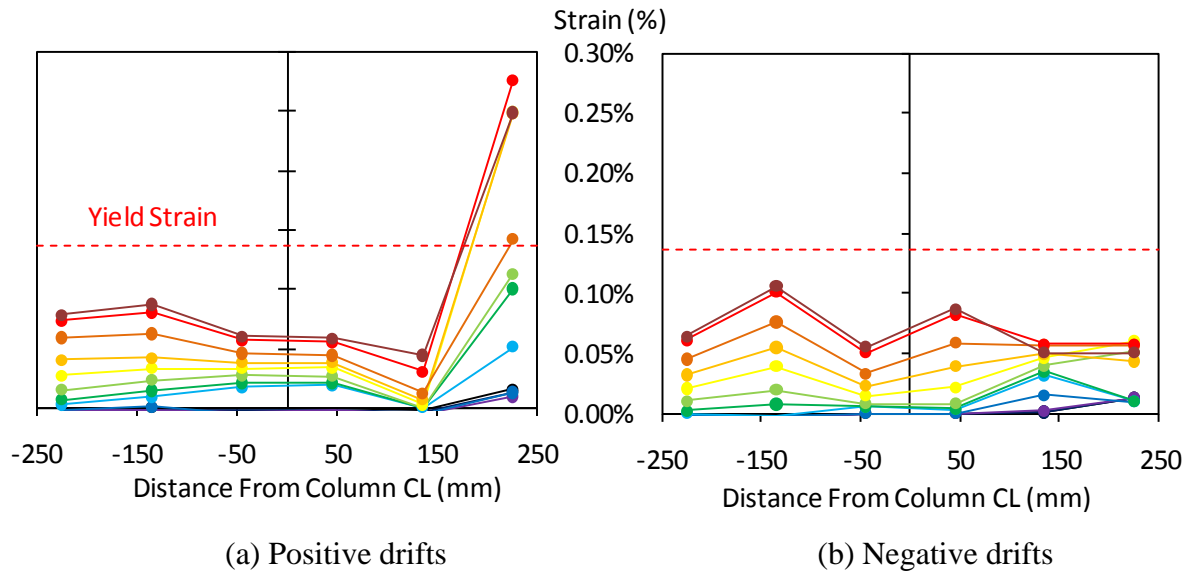 Strain (%)
0.30%
0.25%
0.20%
0.15%
0.10%
0.05%
0.00%
Yield Strain
-250 -150 -50 50 150 250
-250 -150 -50 50 150 250
Distance From Column CL (mm)
Distance From Column CL (mm)
(a) Positive drifts
(b) Negative drifts